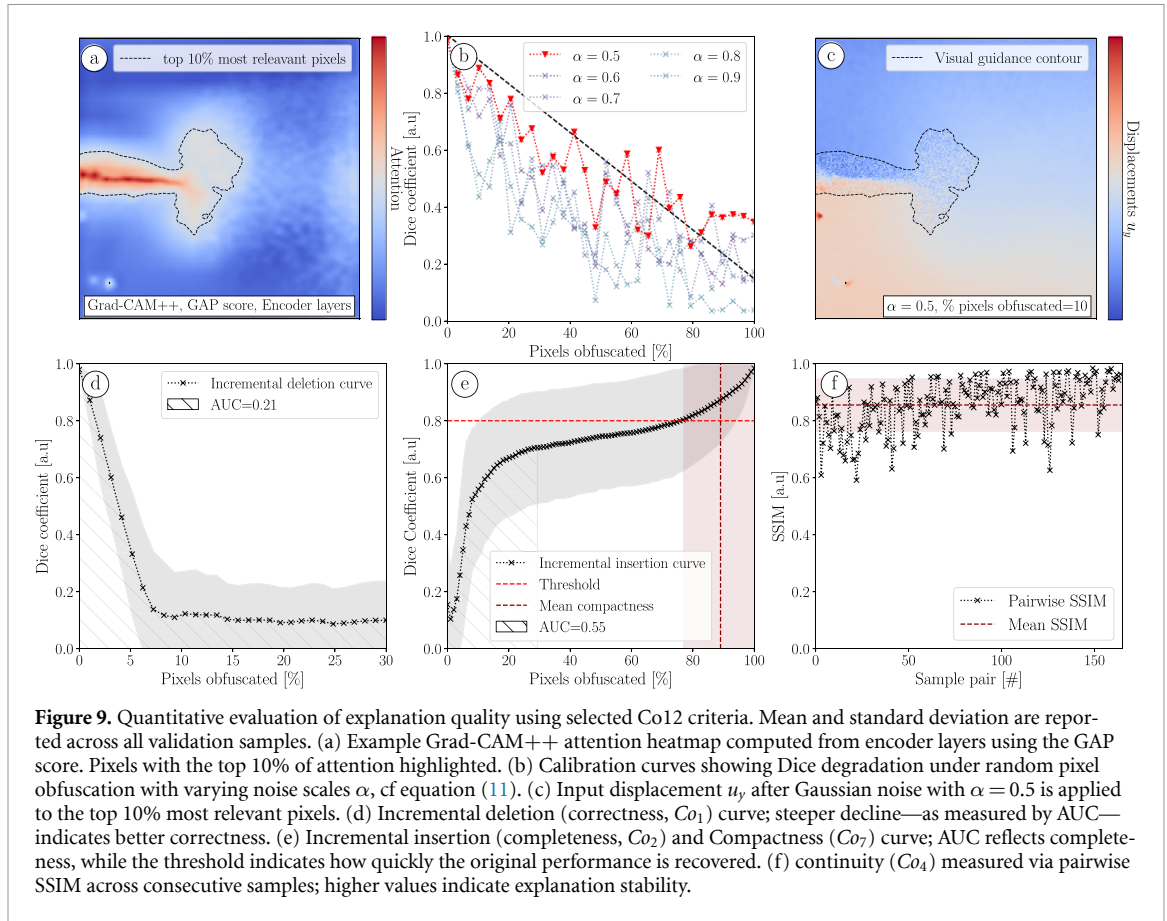 a
top 10% most releavant pixels
Grad-CAM++, GAP score, Encoder layers
Attention
b
α = 0.5
α = 0.6
α = 0.7
α = 0.8
α = 0.9
Dice coefficient [a.u]
1.0
0.8
0.6
0.4
0.2
0.0
0
20
40
60
80
100
Pixels obfuscated [%]
c
Visual guidance contour
α = 0.5, % pixels obfuscated=10
Displacements u_y
d
Incremental deletion curve
AUC=0.21
Dice coefficient [a.u]
1.0
0.8
0.6
0.4
0.2
0.0
0
5
10
15
20
25
30
Pixels obfuscated [%]
e
Incremental insertion curve
Threshold
Mean compactness
AUC=0.55
Dice Coefficient [a.u]
1.0
0.8
0.6
0.4
0.2
0.0
0
20
40
60
80
100
Pixels obfuscated [%]
f
Pairwise SSIM
Mean SSIM
SSIM [a.u]
1.0
0.8
0.6
0.4
0.2
0.0
0
50
100
150
Sample pair [#]
Figure 9. Quantitative evaluation of explanation quality using selected Co12 criteria. Mean and standard deviation are repor-
ted across all validation samples. (a) Example Grad-CAM++ attention heatmap computed from encoder layers using the GAP
score. Pixels with the top 10% of attention highlighted. (b) Calibration curves showing Dice degradation under random pixel
obfuscation with varying noise scales α, cf equation (11). (c) Input displacement u_y after Gaussian noise with α = 0.5 is applied
to the top 10% most relevant pixels. (d) Incremental deletion (correctness, Co₁) curve; steeper decline—as measured by AUC—
indicates better correctness. (e) Incremental insertion (completeness, Co₂) and Compactness (Co₇) curve; AUC reflects complete-
ness, while the threshold indicates how quickly the original performance is recovered. (f) continuity (Co₄) measured via pairwise
SSIM across consecutive samples; higher values indicate explanation stability.